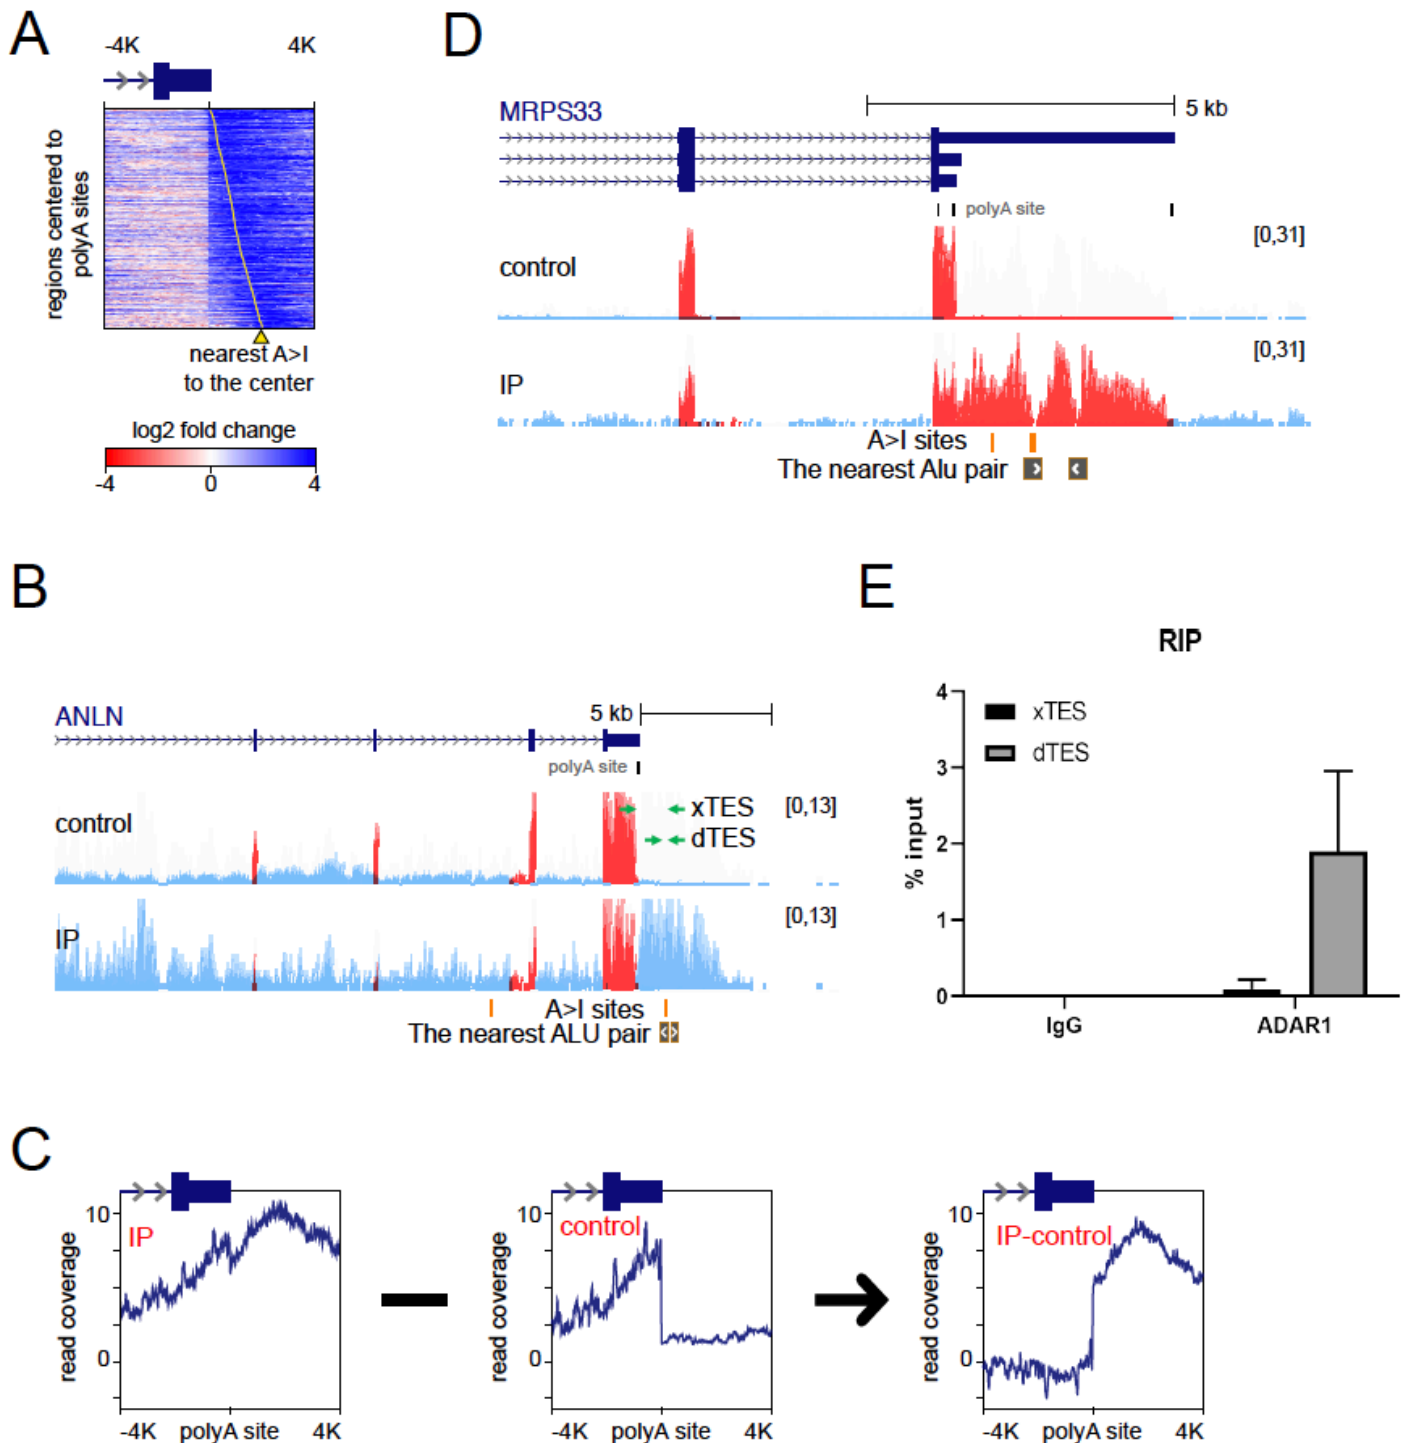 A
-4K 4K
regions centered to
polyA sites
nearest A>I
to the center
log2 fold change
-4 0 4
D
MRPS33
5 kb
polyA site
control
[0,31]
IP
[0,31]
A>I sites
The nearest Alu pair
B
ANLN
5 kb
polyA site
control
xTES
[0,13]
dTES
IP
[0,13]
A>I sites
The nearest ALU pair
E
RIP
xTES
dTES
% input
4
3
2
1
0
IgG ADAR1
C
IP
read coverage
10
0
-4K polyA site 4K
control
read coverage
10
0
-4K polyA site 4K
IP-control
read coverage
10
0
-4K polyA site 4K